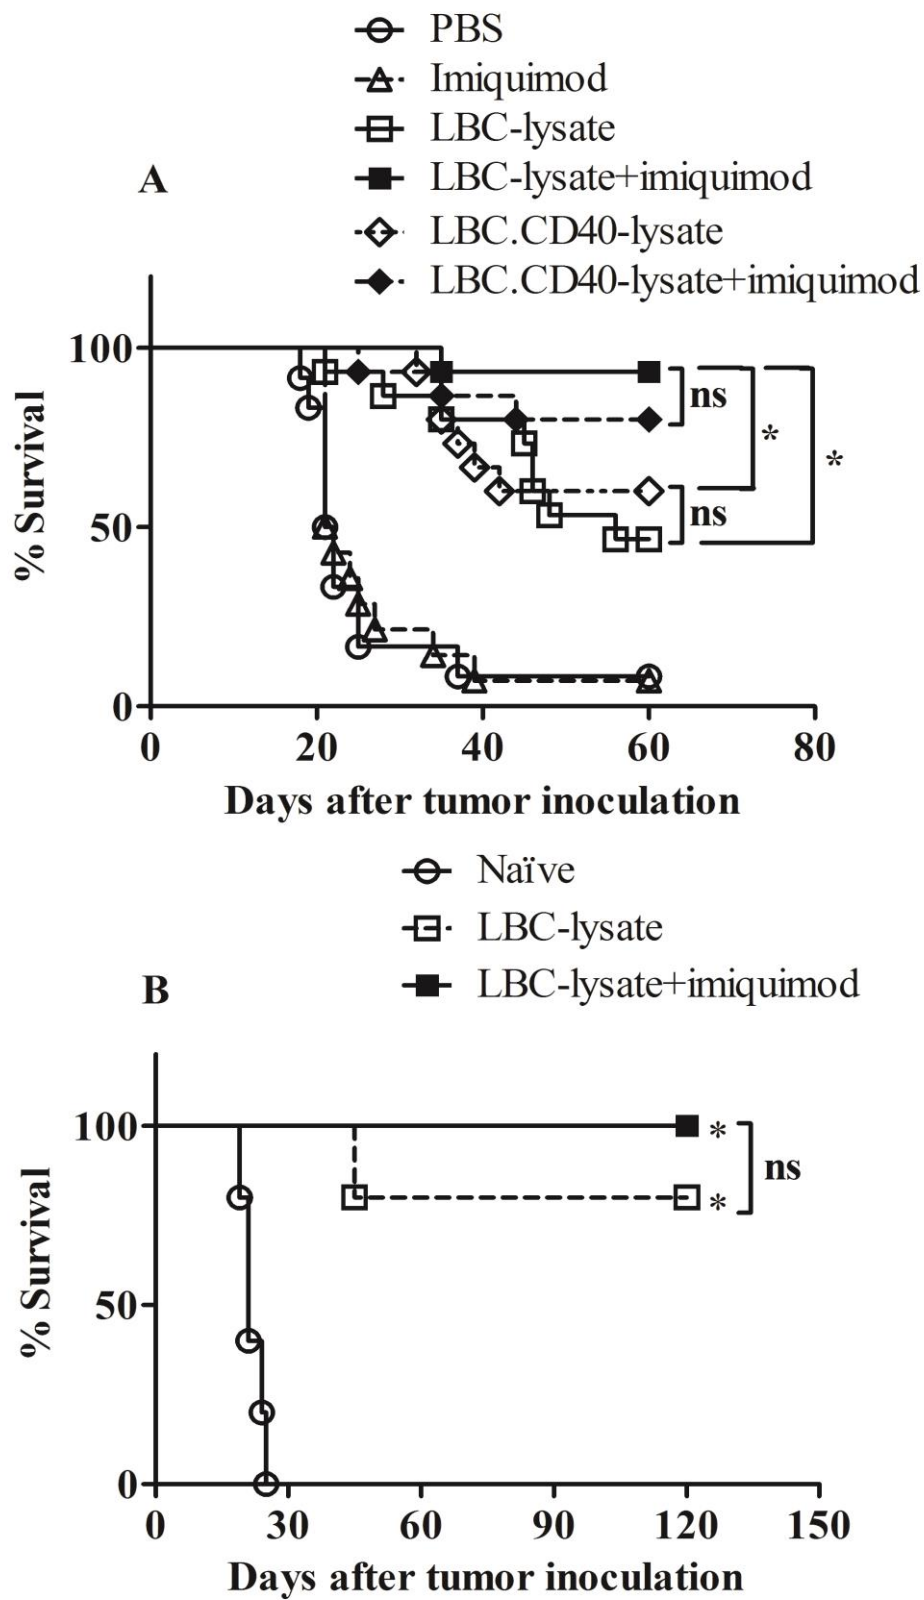 PBS
Imiquimod
LBC-lysate
LBC-lysate+imiquimod
LBC.CD40-lysate
LBC.CD40-lysate+imiquimod
A
% Survival
100
50
0
ns
ns
*
*
0 20 40 60 80
Days after tumor inoculation
Naïve
LBC-lysate
LBC-lysate+imiquimod
B
% Survival
100
50
0
*
*
ns
0 30 60 90 120 150
Days after tumor inoculation